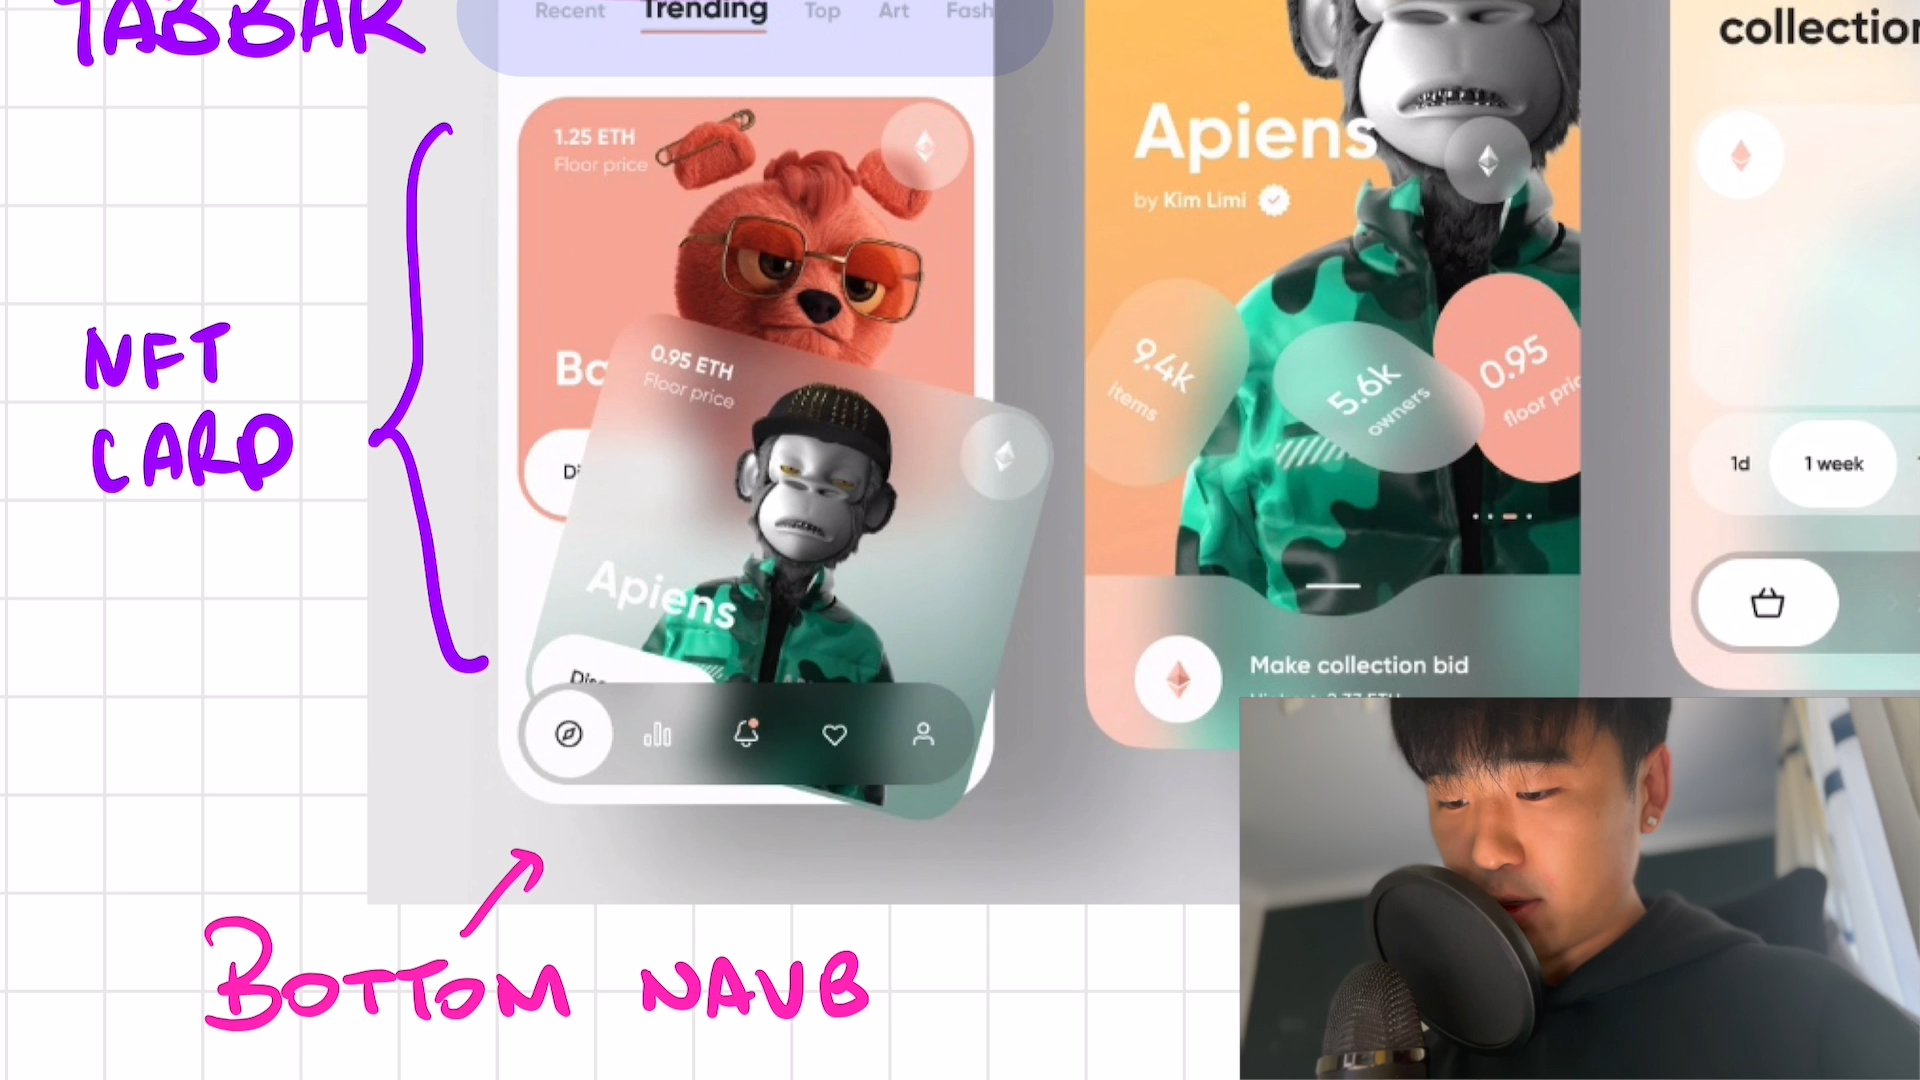 TABBAR
Recent Trending Top Art Fash
1.25 ETH
Floor price
Ba
0.95 ETH
Floor price
Apiens
NFT
CARD
BOTTOM NAVB
Apiens
by Kim Limi
9.4k
items
5.6k
owners
0.95
floor pric
Make collection bid
collection
1d 1 week